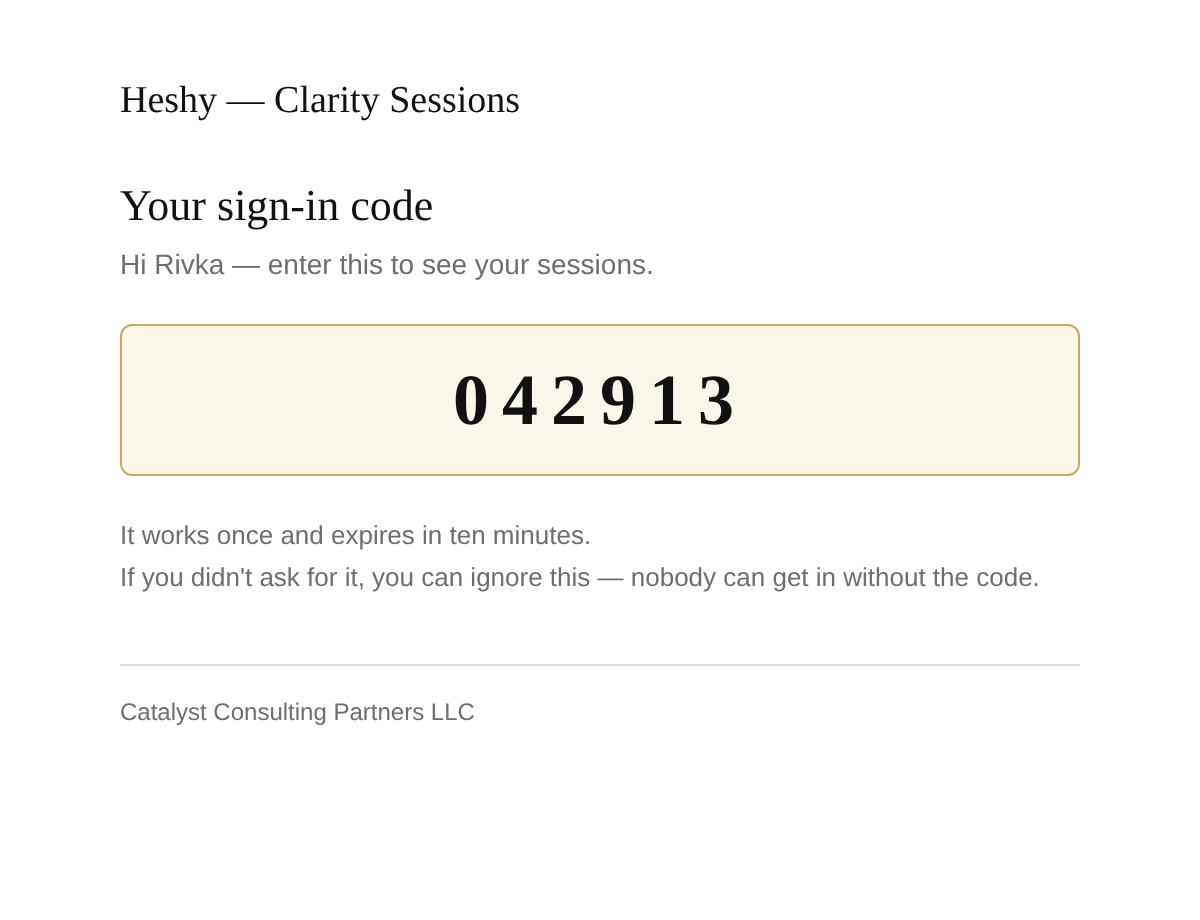 Heshy — Clarity Sessions
Your sign-in code
Hi Rivka — enter this to see your sessions.
042913
It works once and expires in ten minutes.
If you didn't ask for it, you can ignore this — nobody can get in without the code.
Catalyst Consulting Partners LLC